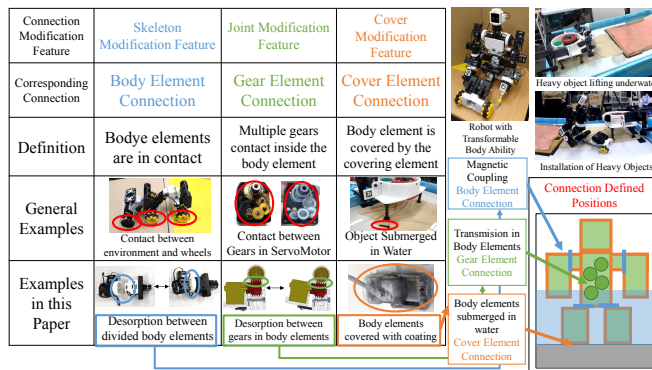 Connection
Modification
Feature
Skeleton
Modification Feature
Joint Modification
Feature
Cover
Modification
Feature
Corresponding
Connection
Body Element
Connection
Gear Element
Connection
Cover Element
Connection
Definition
Bodye elements
are in contact
Multiple gears
contact inside the
body element
Body element is
covered by the
covering element
General
Examples
Contact between
environment and wheels
Contact between
Gears in ServoMotor
Object Submerged
in Water
Examples
in this
Paper
Desorption between
divided body elements
Desorption between
gears in body elements
Body elements
covered with coating
Robot with
Transformable
Body Ability
Heavy object lifting underwater
Installation of Heavy Objects
Magnetic
Coupling
Body Element
Connection
Transmision in
Body Elements
Gear Element
Connection
Body elements
submerged in
water
Cover Element
Connection
Connection Defined
Positions